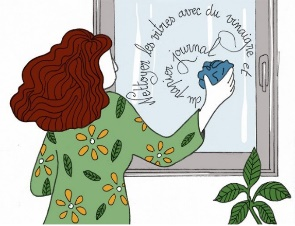 Nettoyer les vitres avec du vinaigre et
du papier journal